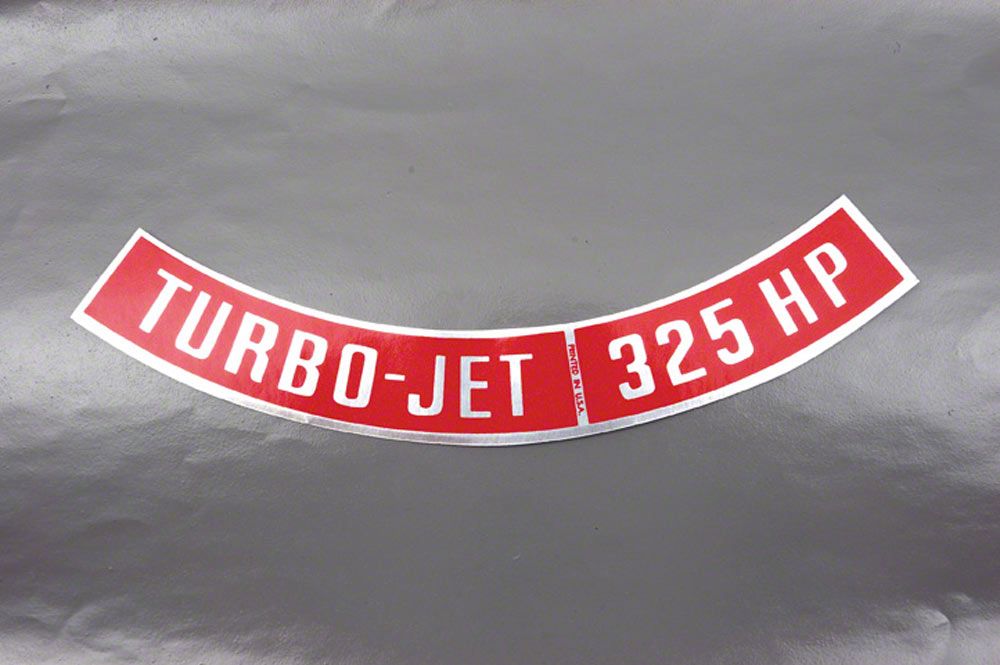 TURBO-JET
PRINTED IN U.S.A.
325 HP